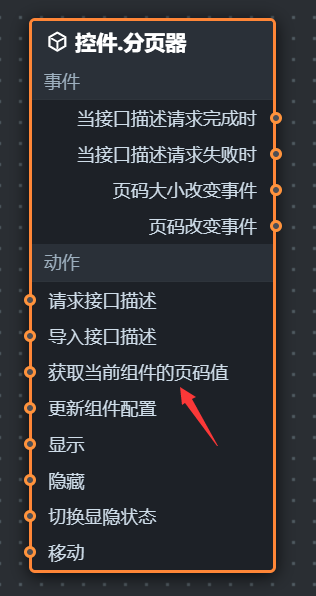 控件.分页器
事件
当接口描述请求完成时
当接口描述请求失败时
页码大小改变事件
页码改变事件
动作
请求接口描述
导入接口描述
获取当前组件的页码值
更新组件配置
显示
隐藏
切换显隐状态
移动